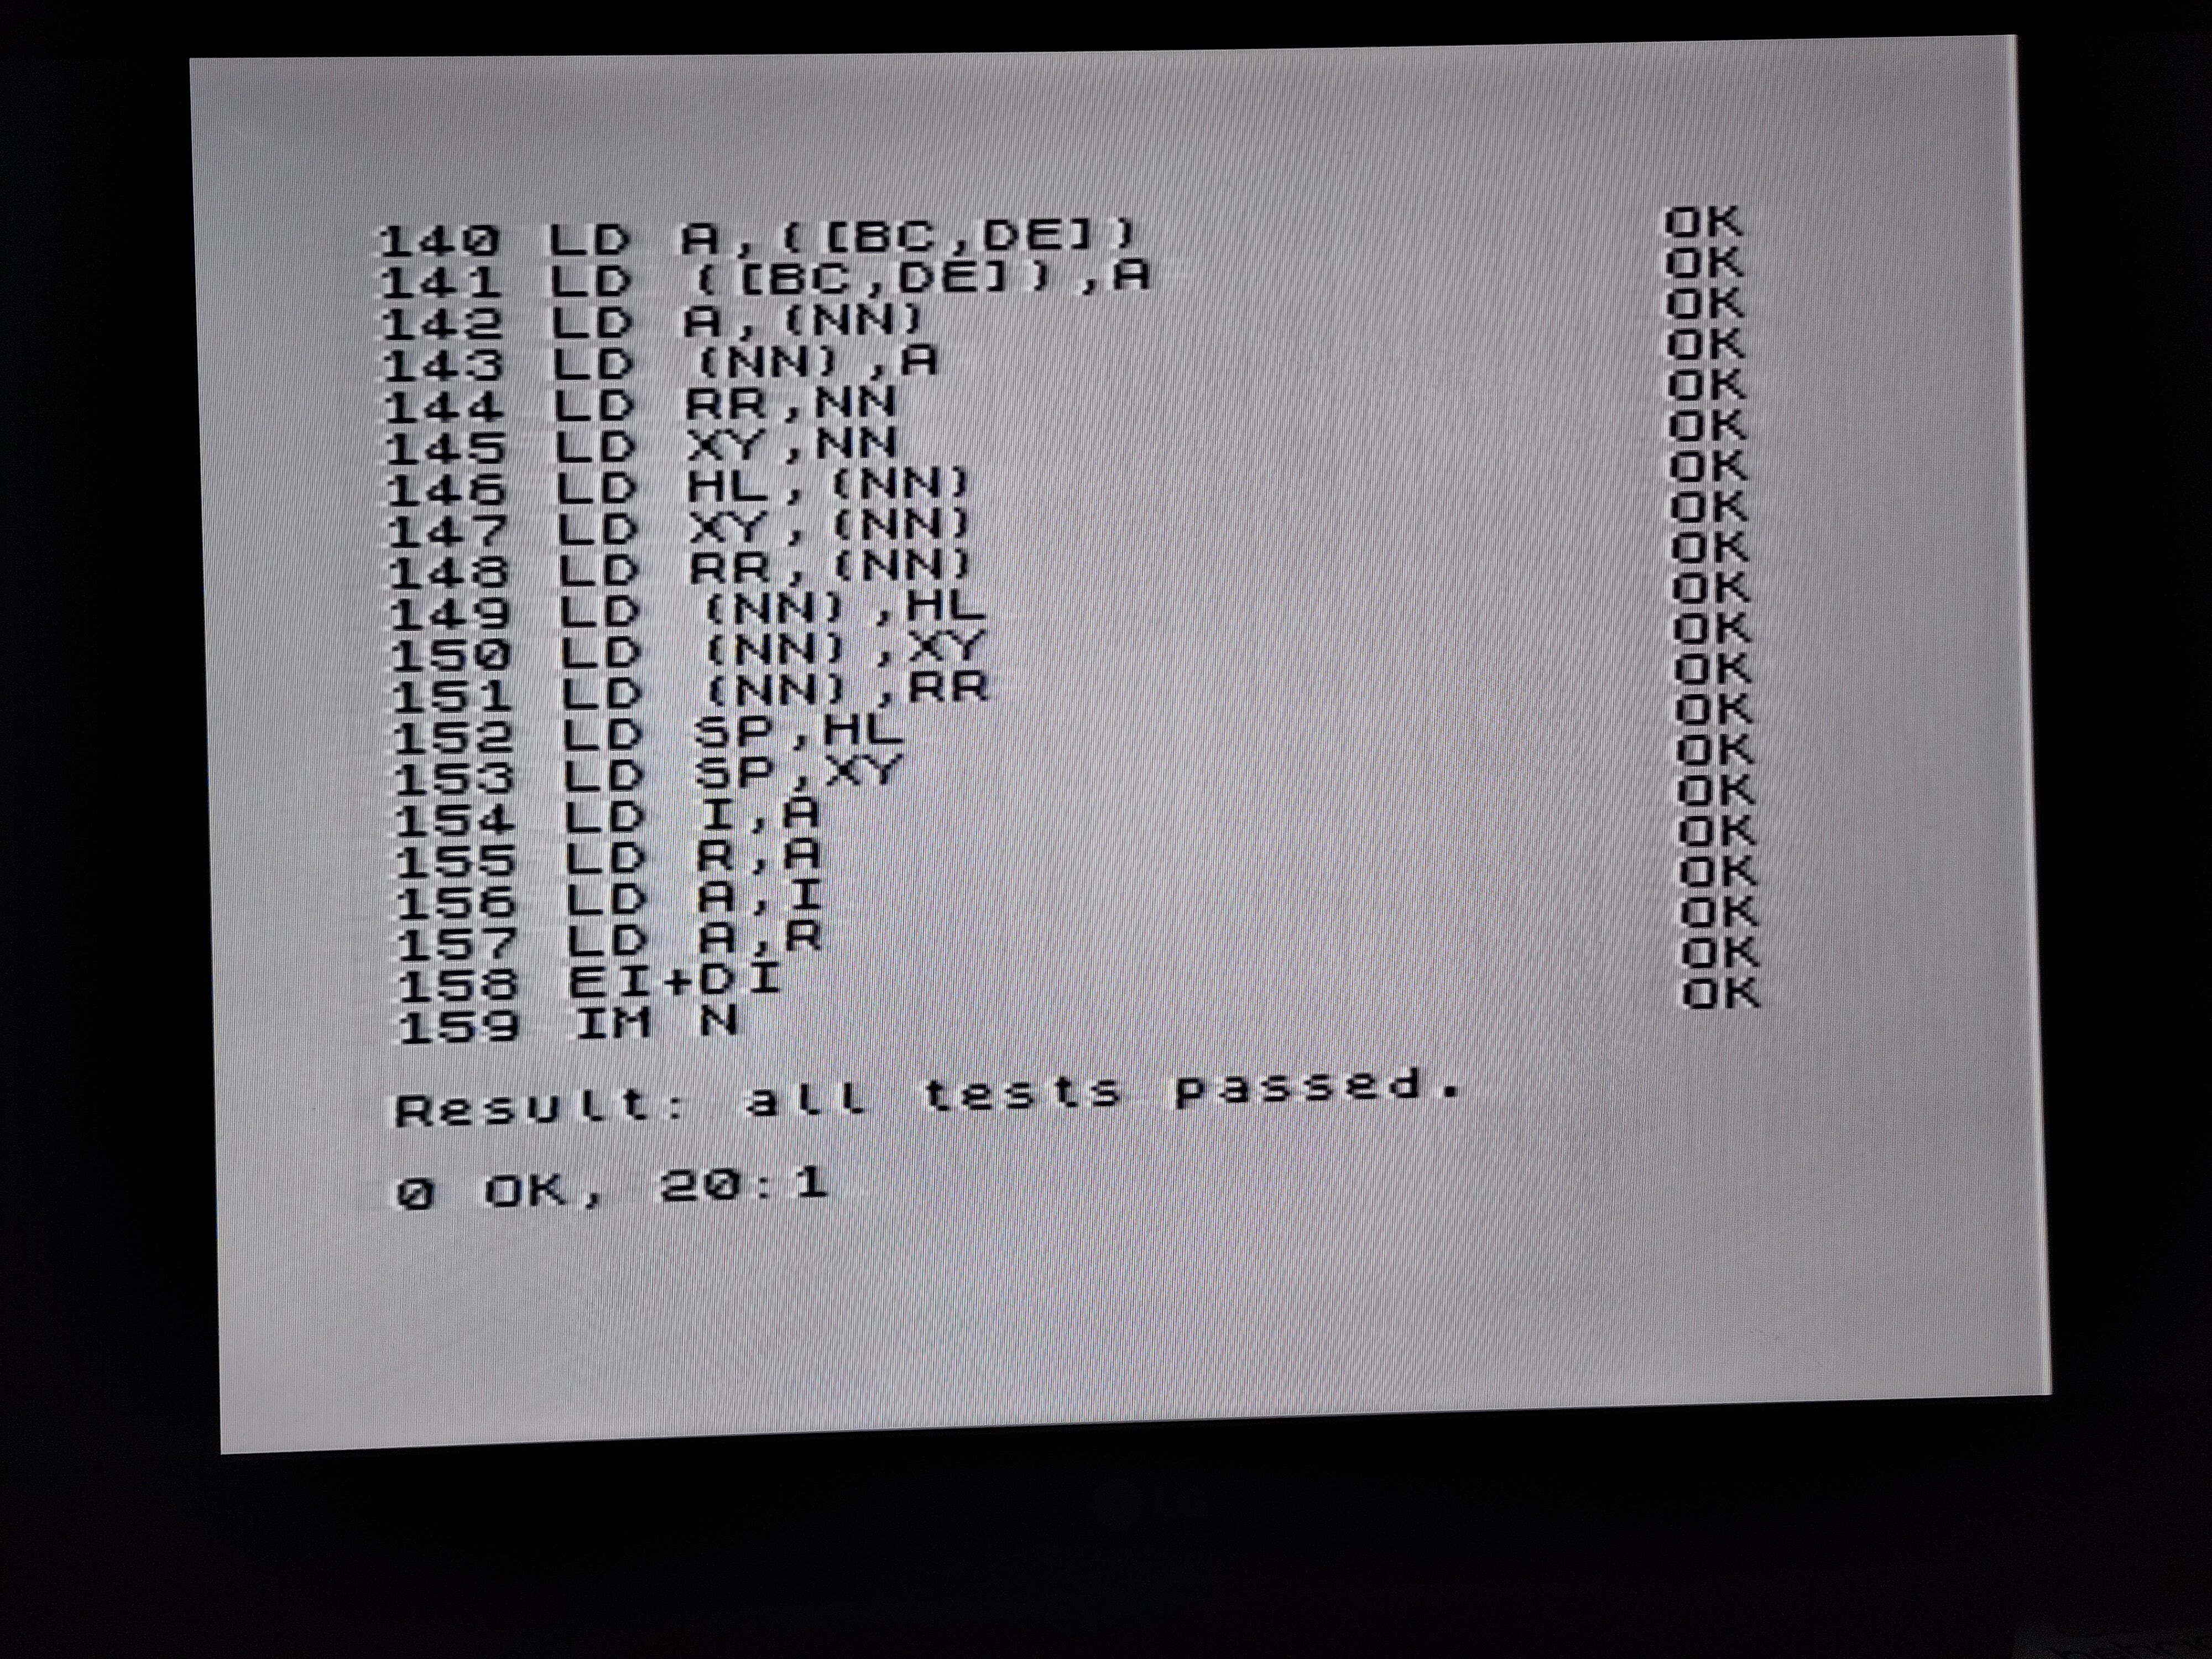 140 LD A,([BC,DE]) OK
141 LD ([BC,DE]),A OK
142 LD A,(NN) OK
143 LD (NN),A OK
144 LD RR,NN OK
145 LD XY,NN OK
146 LD HL,(NN) OK
147 LD XY,(NN) OK
148 LD RR,(NN) OK
149 LD (NN),HL OK
150 LD (NN),XY OK
151 LD (NN),RR OK
152 LD SP,HL OK
153 LD SP,XY OK
154 LD I,A OK
155 LD R,A OK
156 LD A,I OK
157 LD A,R OK
158 EI+DI OK
159 IM N OK
Result: all tests passed.
0 OK, 20:1